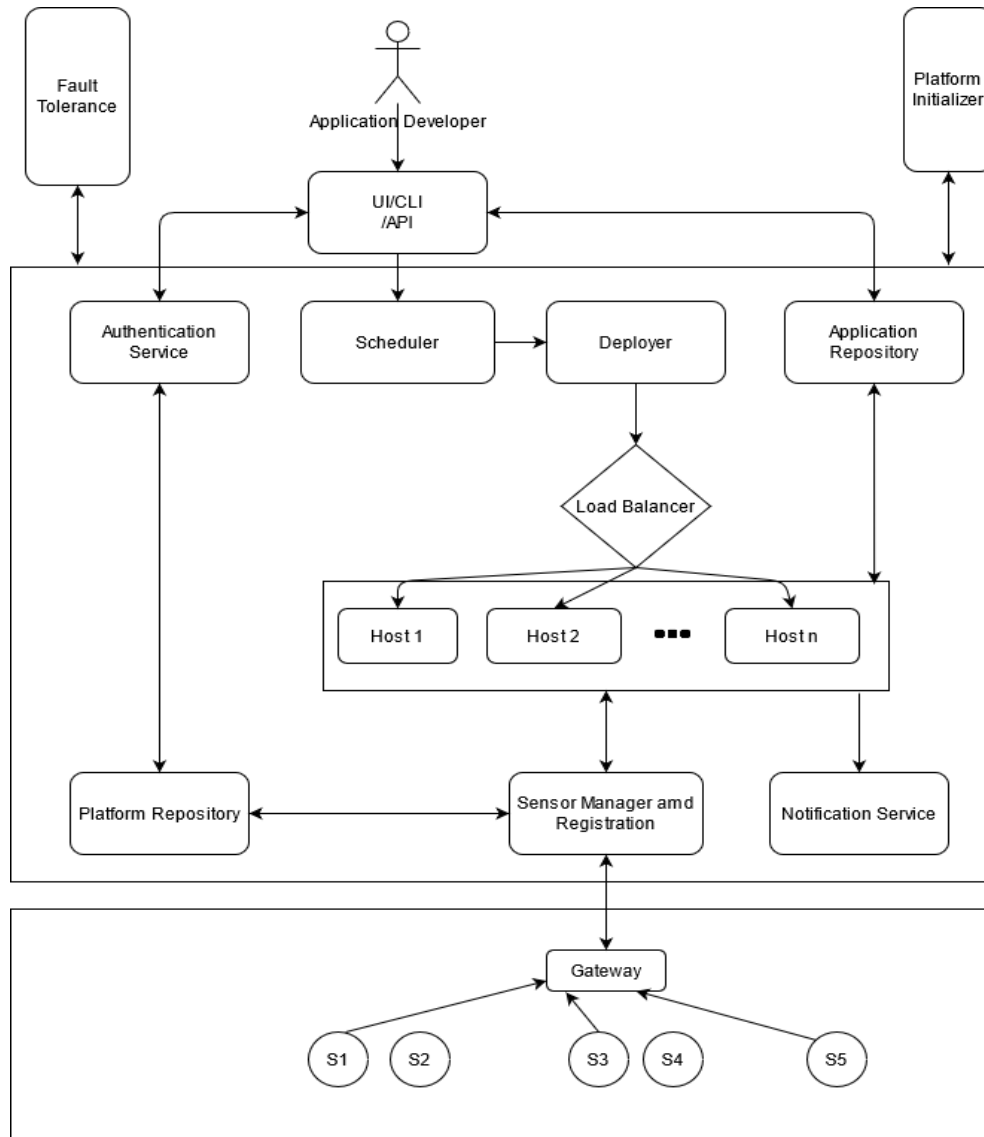 Fault
Tolerance
Platform
Initializer
Application Developer
UI/CLI
/API
Authentication
Service
Scheduler
Deployer
Application
Repository
Load Balancer
Host 1
Host 2
Host n
Platform Repository
Sensor Manager amd
Registration
Notification Service
Gateway
S1
S2
S3
S4
S5